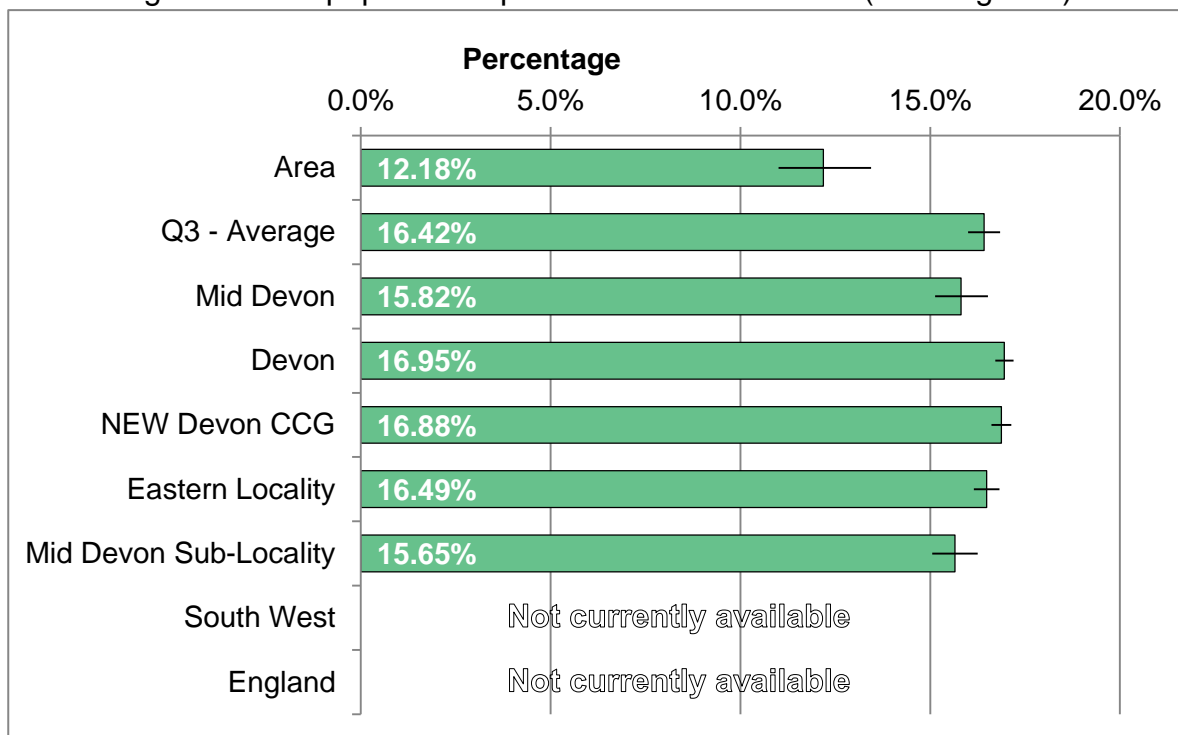 Percentage
0.0% 5.0% 10.0% 15.0% 20.0%
Area 12.18%
Q3 - Average 16.42%
Mid Devon 15.82%
Devon 16.95%
NEW Devon CCG 16.88%
Eastern Locality 16.49%
Mid Devon Sub-Locality 15.65%
South West Not currently available
England Not currently available